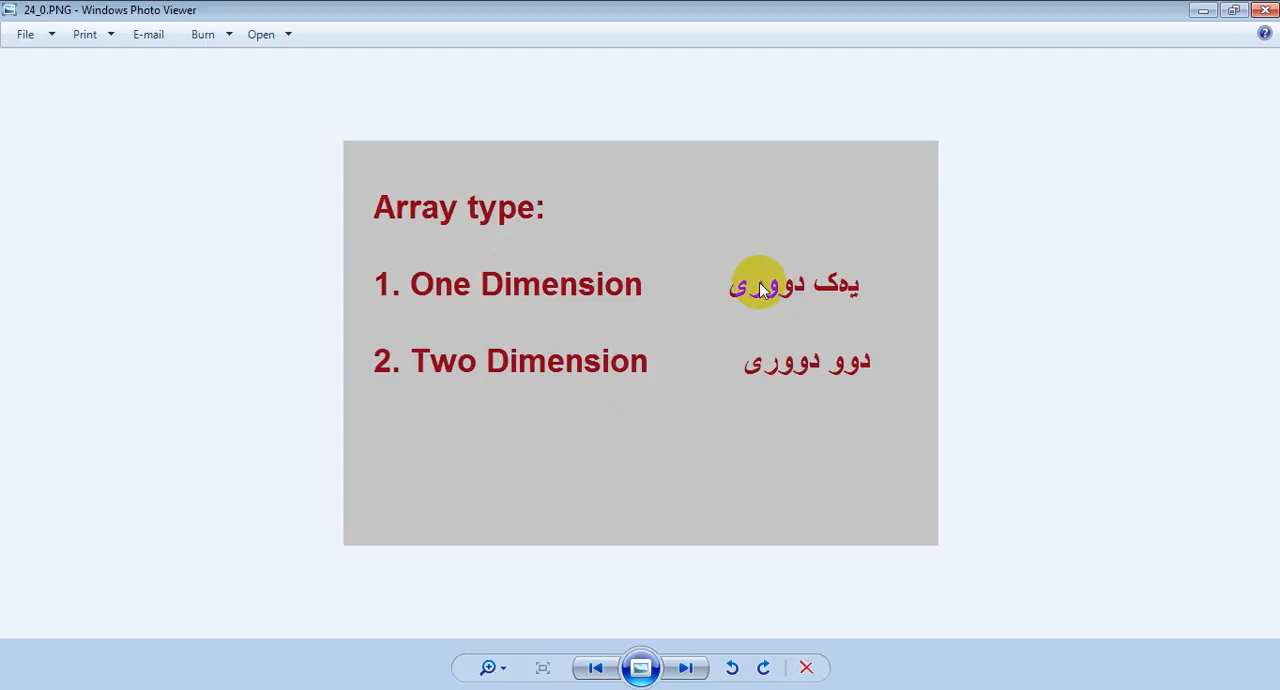 24_0.PNG - Windows Photo Viewer
File Print E-mail Burn Open
Array type:
1. One Dimension یەک دووری
2. Two Dimension دوو دووری